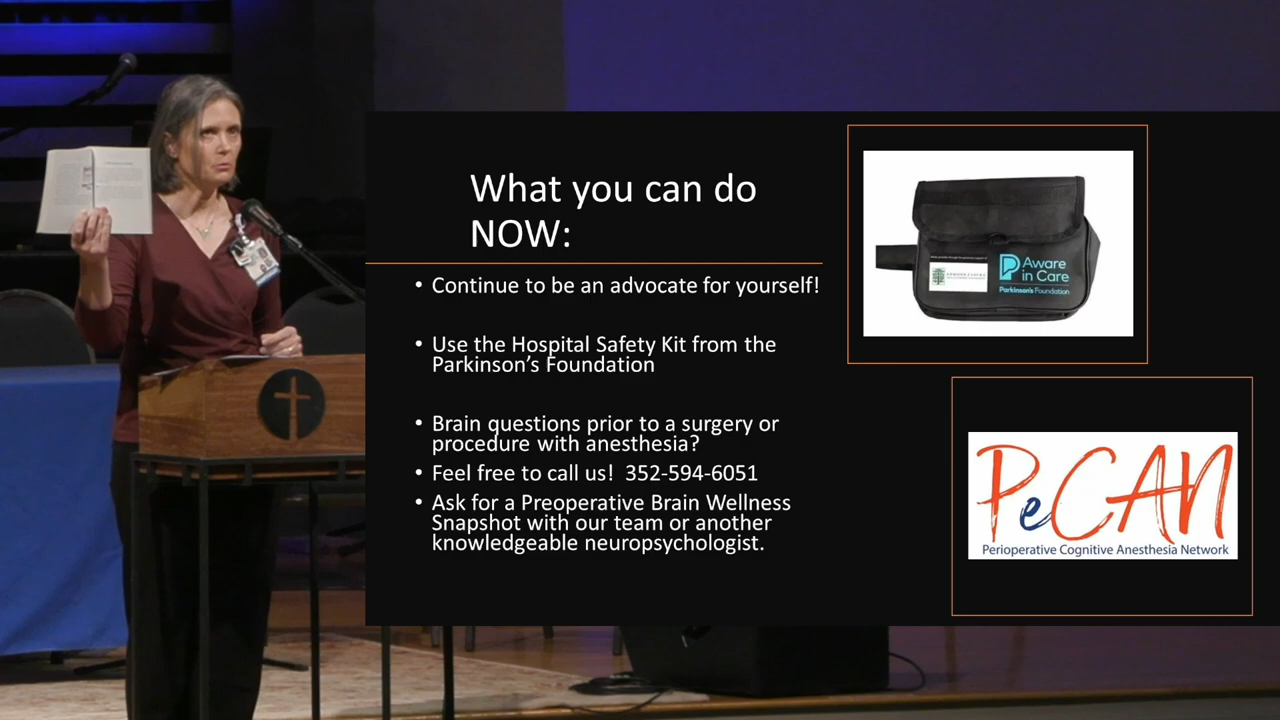 What you can do
NOW:
• Continue to be an advocate for yourself!
• Use the Hospital Safety Kit from the
Parkinson’s Foundation
• Brain questions prior to a surgery or
procedure with anesthesia?
• Feel free to call us!  352-594-6051
• Ask for a Preoperative Brain Wellness
Snapshot with our team or another
knowledgeable neuropsychologist.
Aware
in Care
Parkinson's Foundation
PeCAN
Perioperative Cognitive Anesthesia Network